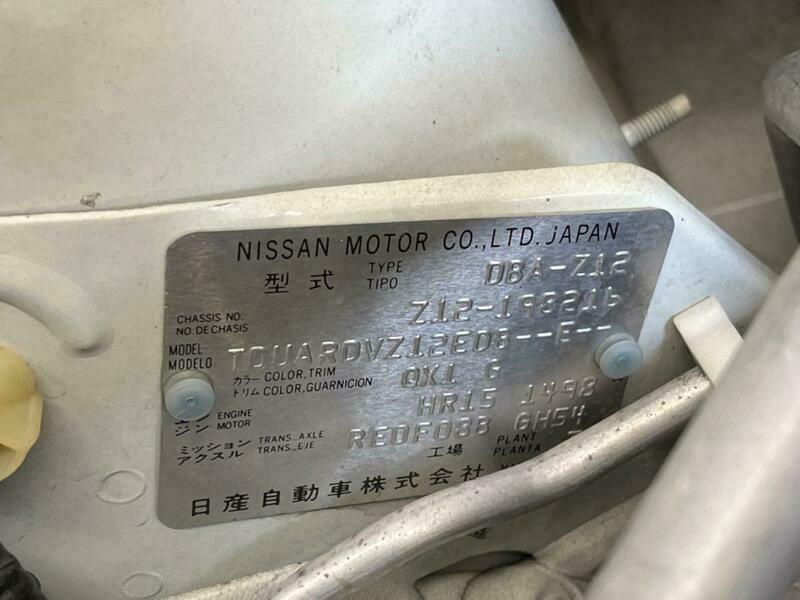 NISSAN MOTOR CO.,LTD.JAPAN
型式 TYPE TIPO DBA-Z12
CHASSIS NO. NO.DE CHASIS Z12-198216
MODEL MODELO TDUARDVZ12EDB--E--
カラー COLOR,TRIM トリム COLOR,GUARNICION QX1 G
ジン ENGINE MOTOR HR15 1498
ミッション アクスル TRANS.,AXLE TRANS.,EJE RE0F08B GH54
工場 PLANT PLANTA
日産自動車株式会社